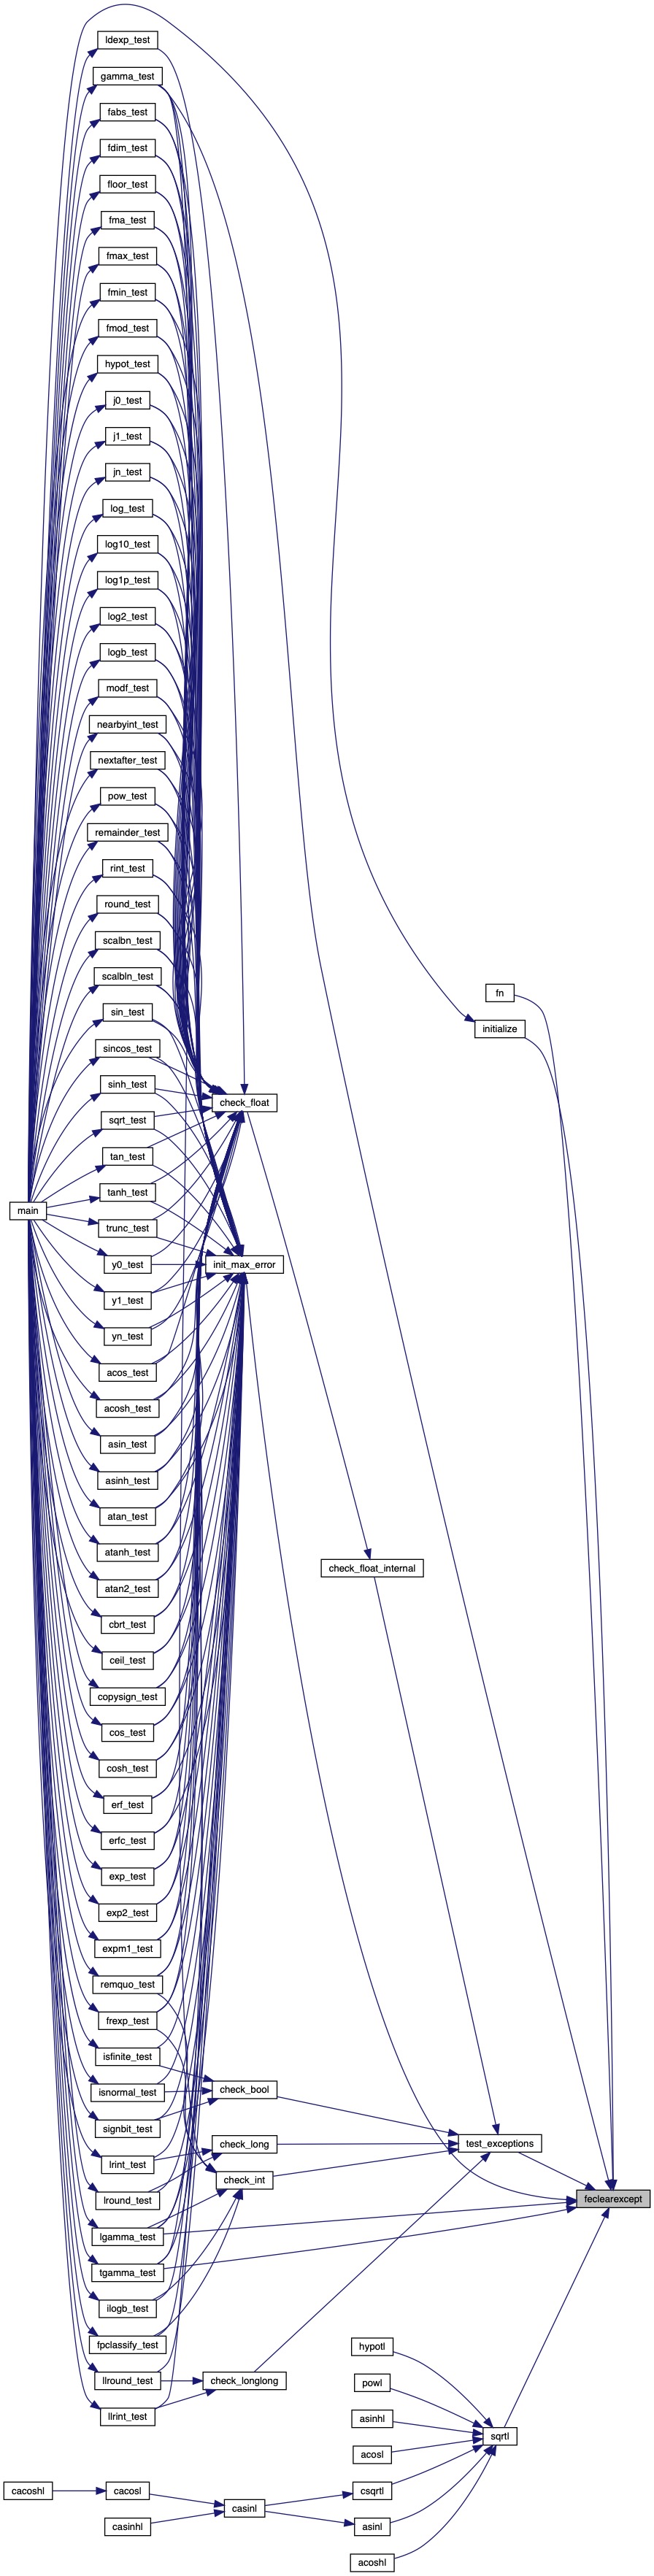 ldexp_test
gamma_test
fabs_test
fdim_test
floor_test
fma_test
fmax_test
fmin_test
fmod_test
hypot_test
j0_test
j1_test
jn_test
log_test
log10_test
log1p_test
log2_test
logb_test
modf_test
nearbyint_test
nextafter_test
pow_test
remainder_test
rint_test
round_test
scalbn_test
scalbln_test
fn
sin_test
initialize
sincos_test
sinh_test
check_float
sqrt_test
tan_test
tanh_test
main
trunc_test
y0_test
init_max_error
y1_test
yn_test
acos_test
acosh_test
asin_test
asinh_test
atan_test
atanh_test
check_float_internal
atan2_test
cbrt_test
ceil_test
copysign_test
cos_test
cosh_test
erf_test
erfc_test
exp_test
exp2_test
expm1_test
remquo_test
frexp_test
isfinite_test
isnormal_test
check_bool
signbit_test
check_long
test_exceptions
lrint_test
check_int
lround_test
feclearexcept
lgamma_test
tgamma_test
ilogb_test
fpclassify_test
hypotl
llround_test
check_longlong
powl
llrint_test
asinhl
sqrtl
acosl
cacoshl
cacosl
csqrtl
casinl
casinhl
asinl
acoshl